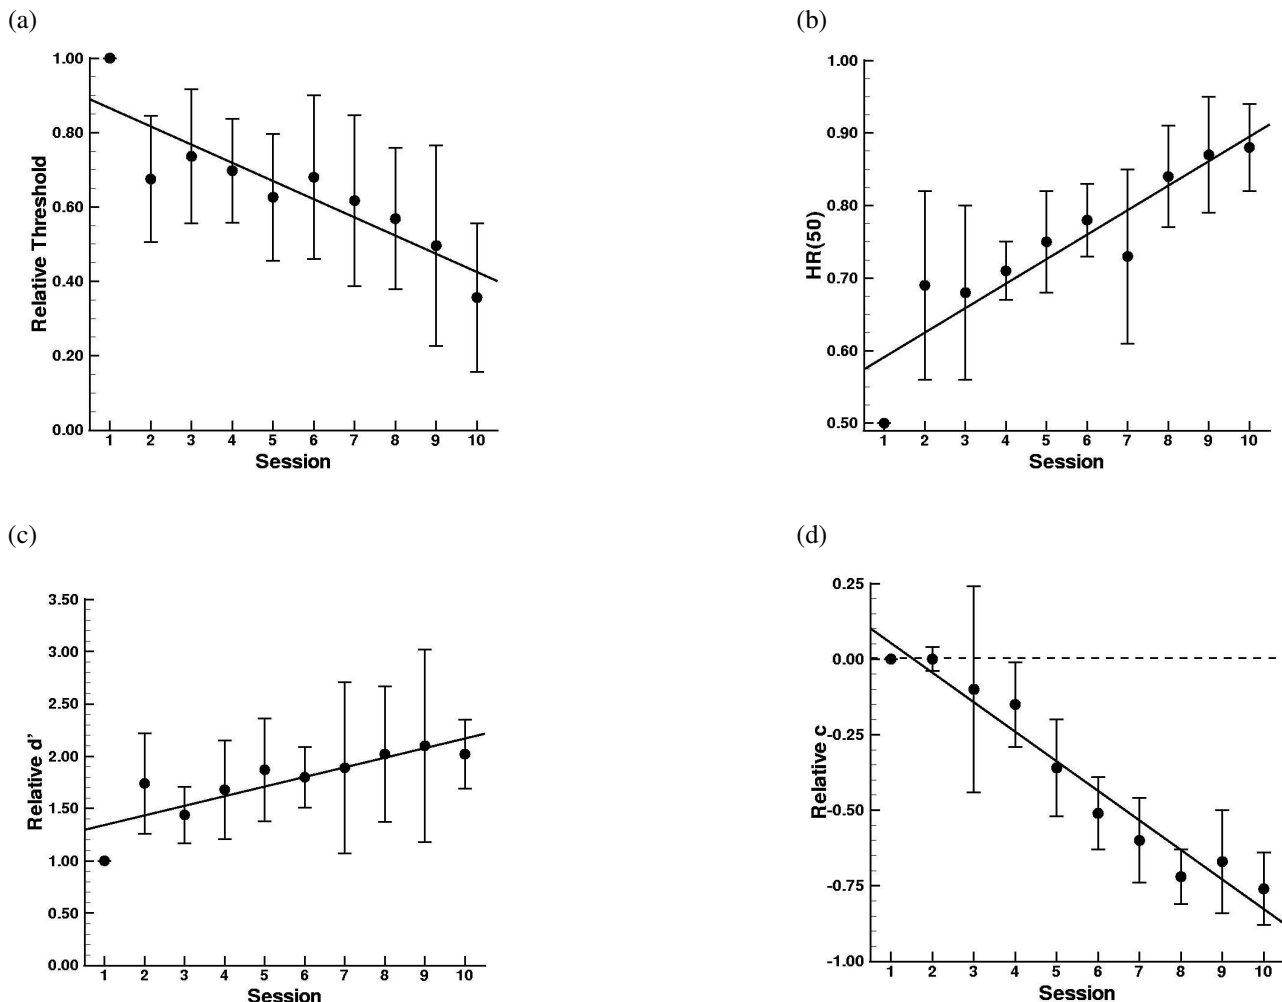 (a)
1.00
0.80
0.60
0.40
0.20
0.00
Relative Threshold
1 2 3 4 5 6 7 8 9 10
Session
(b)
1.00
0.90
0.80
0.70
0.60
0.50
HR(50)
1 2 3 4 5 6 7 8 9 10
Session
(c)
3.50
3.00
2.50
2.00
1.50
1.00
0.50
0.00
Relative d'
1 2 3 4 5 6 7 8 9 10
Session
(d)
0.25
0.00
-0.25
-0.50
-0.75
-1.00
Relative c
1 2 3 4 5 6 7 8 9 10
Session